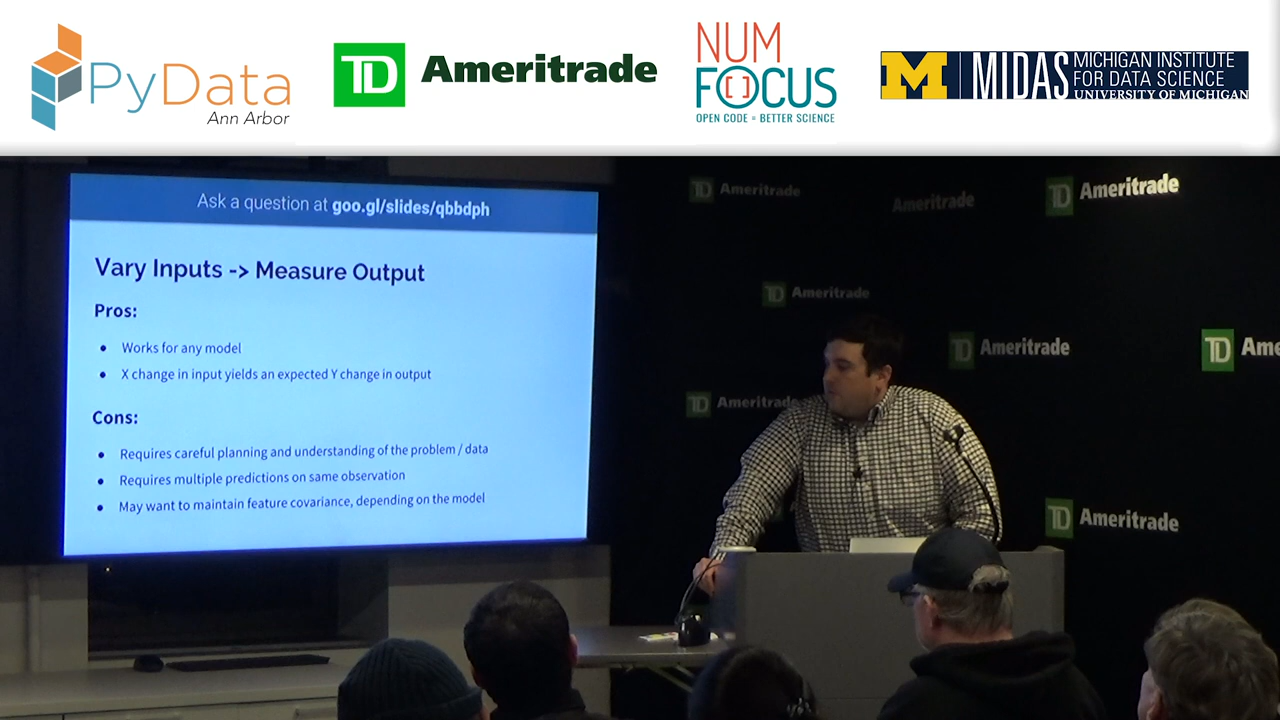 PyData
Ann Arbor
TD Ameritrade
NUM
FOCUS
OPEN CODE = BETTER SCIENCE
M MIDAS
MICHIGAN INSTITUTE
FOR DATA SCIENCE
UNIVERSITY OF MICHIGAN
Ask a question at goo.gl/slides/qbbdph
Vary Inputs -> Measure Output
Pros:
● Works for any model
● X change in input yields an expected Y change in output
Cons:
● Requires careful planning and understanding of the problem / data
● Requires multiple predictions on same observation
● May want to maintain feature covariance, depending on the model
TD Ameritrade
Ameritrade
TD Ameritrade
TD Ameritrade
TD Ameritrade
TD Ame
TD Ameritrade
TD Ameritrade